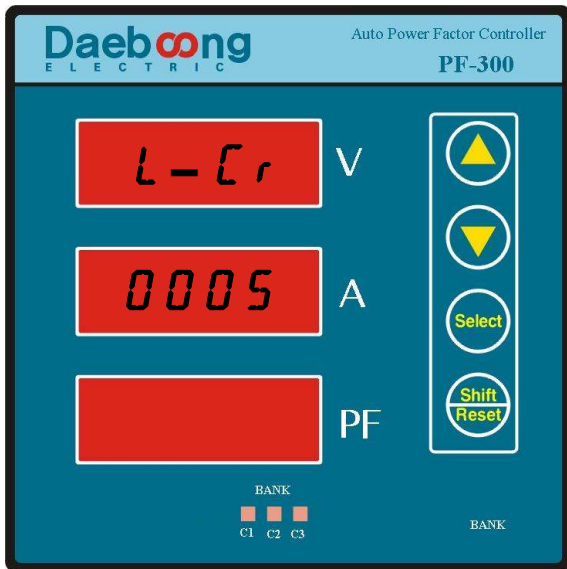 Daeboong
ELECTRIC
Auto Power Factor Controller
PF-300
L-Cr
V
0005
A
PF
Select
Shift
Reset
BANK
C1 C2 C3
BANK